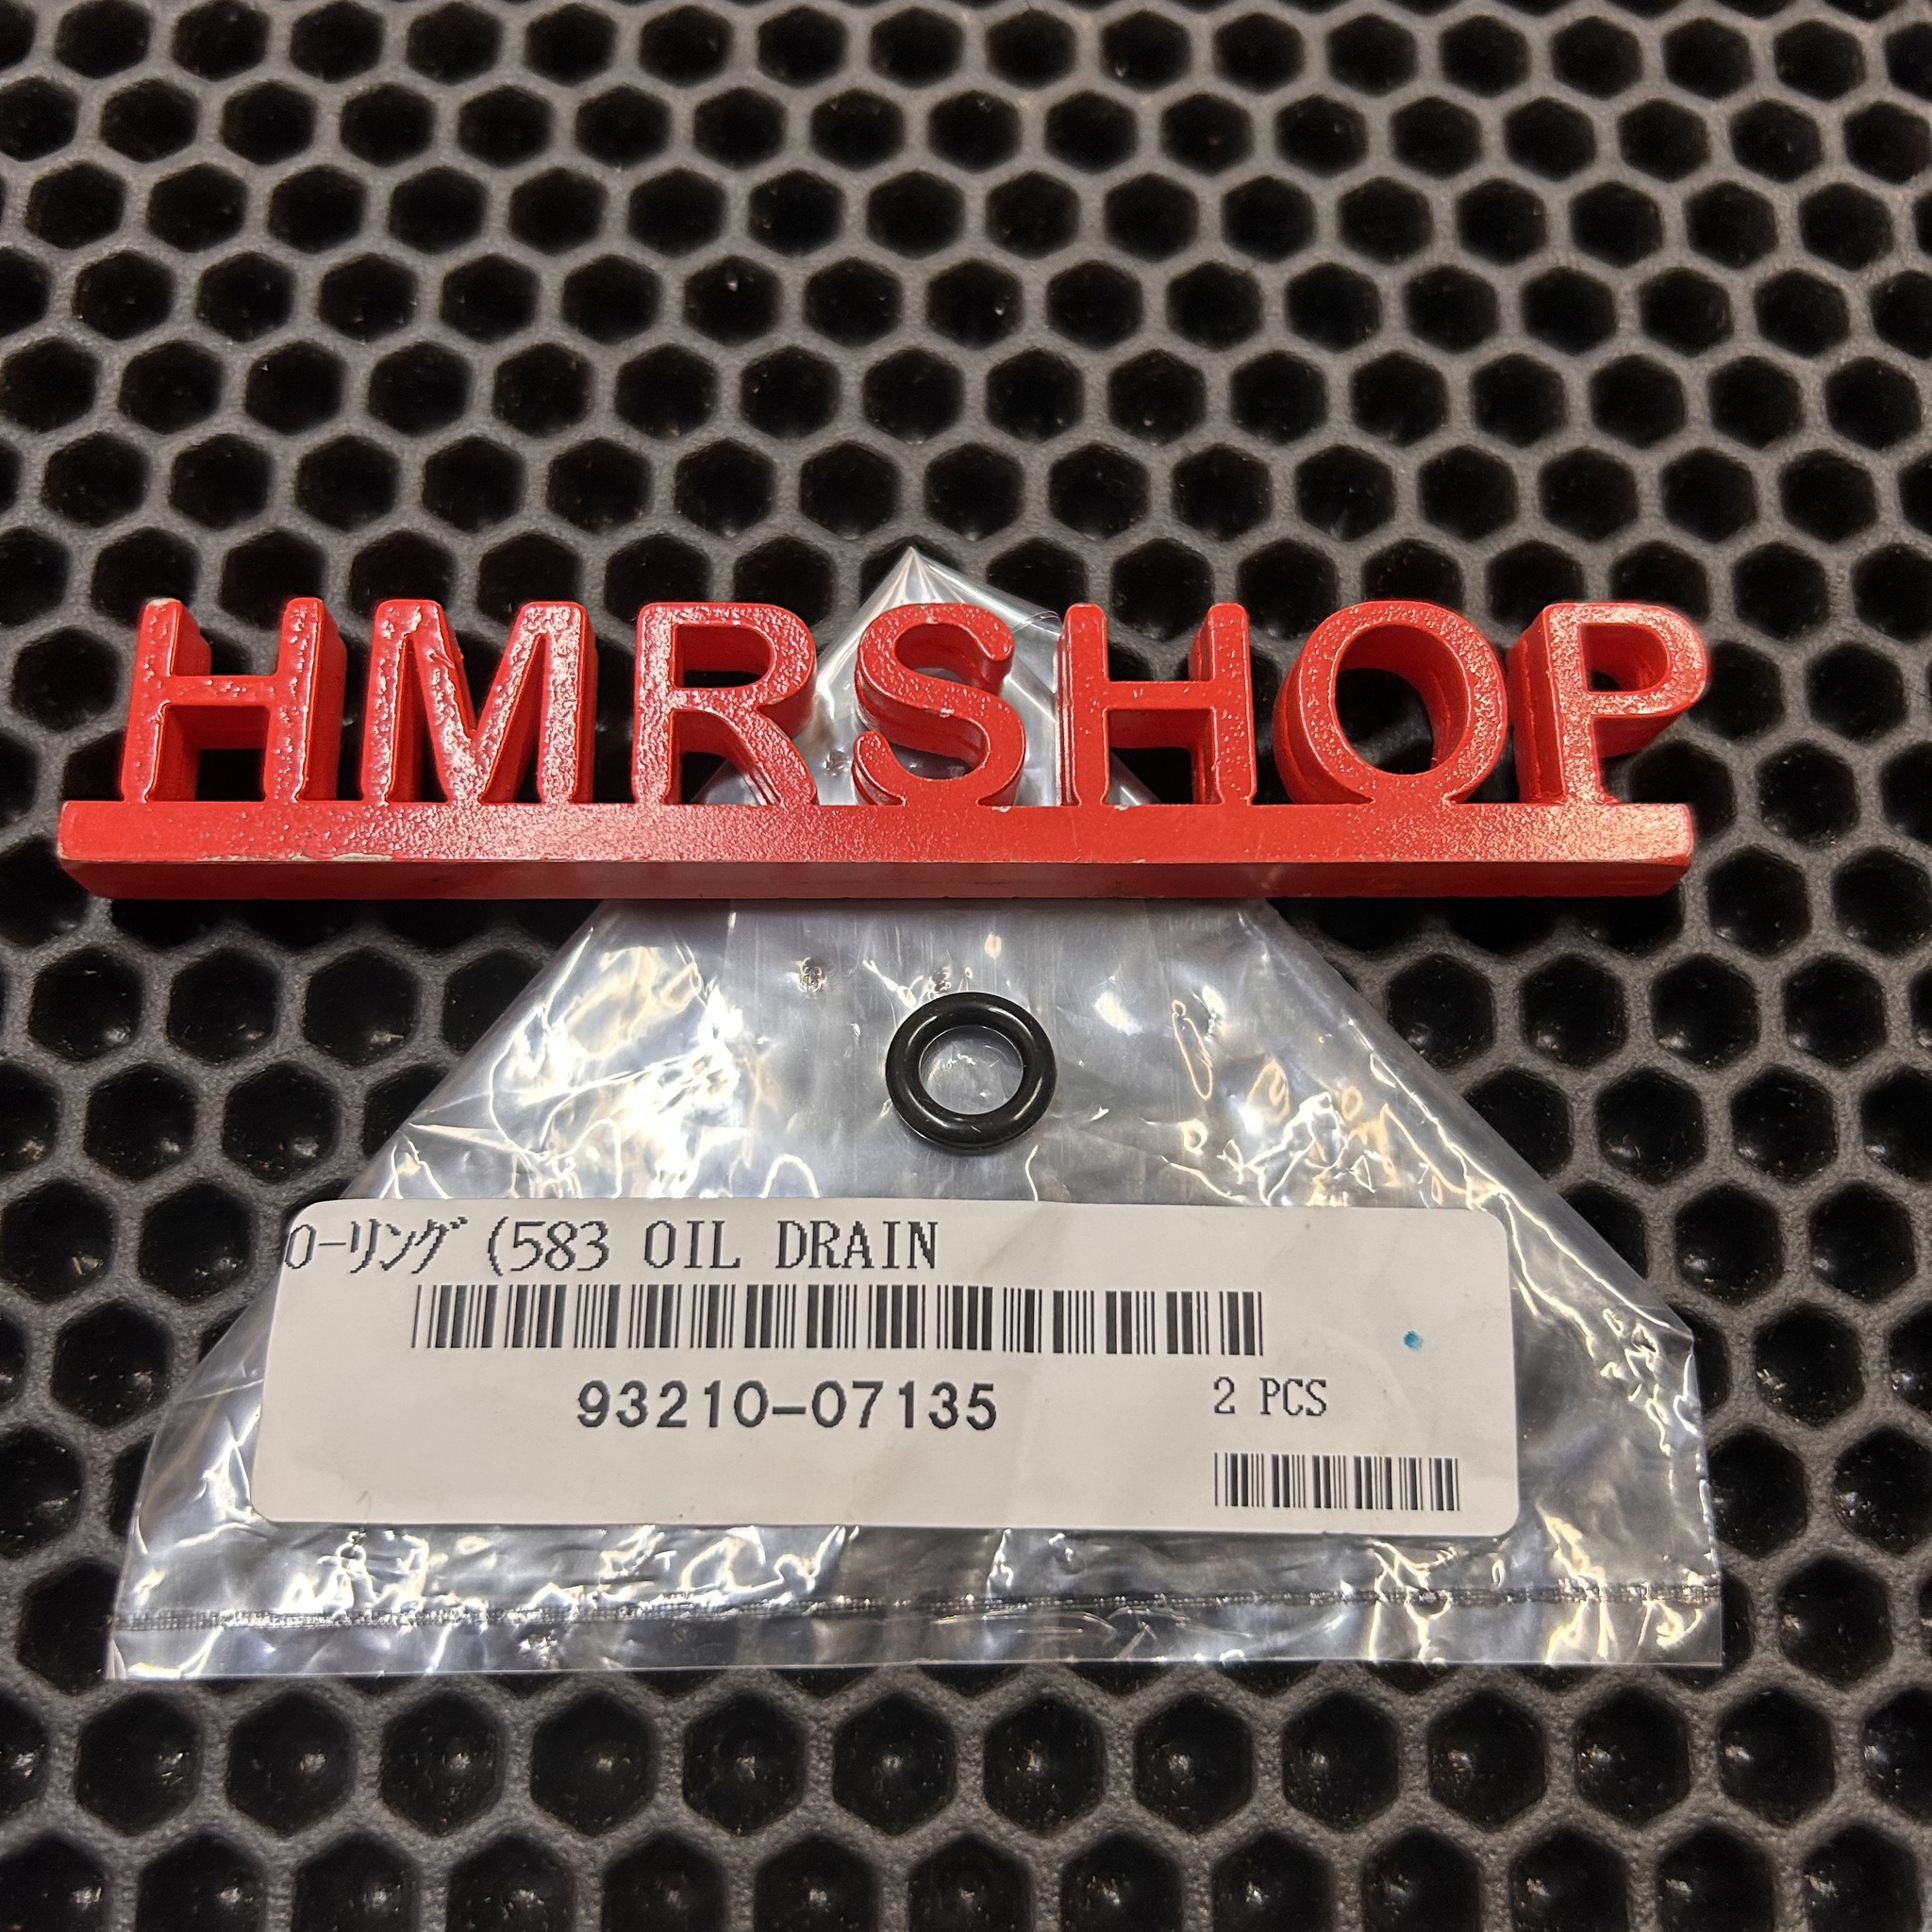 HMRSHOP
O-リング (583 OIL DRAIN
93210-07135
2 PCS